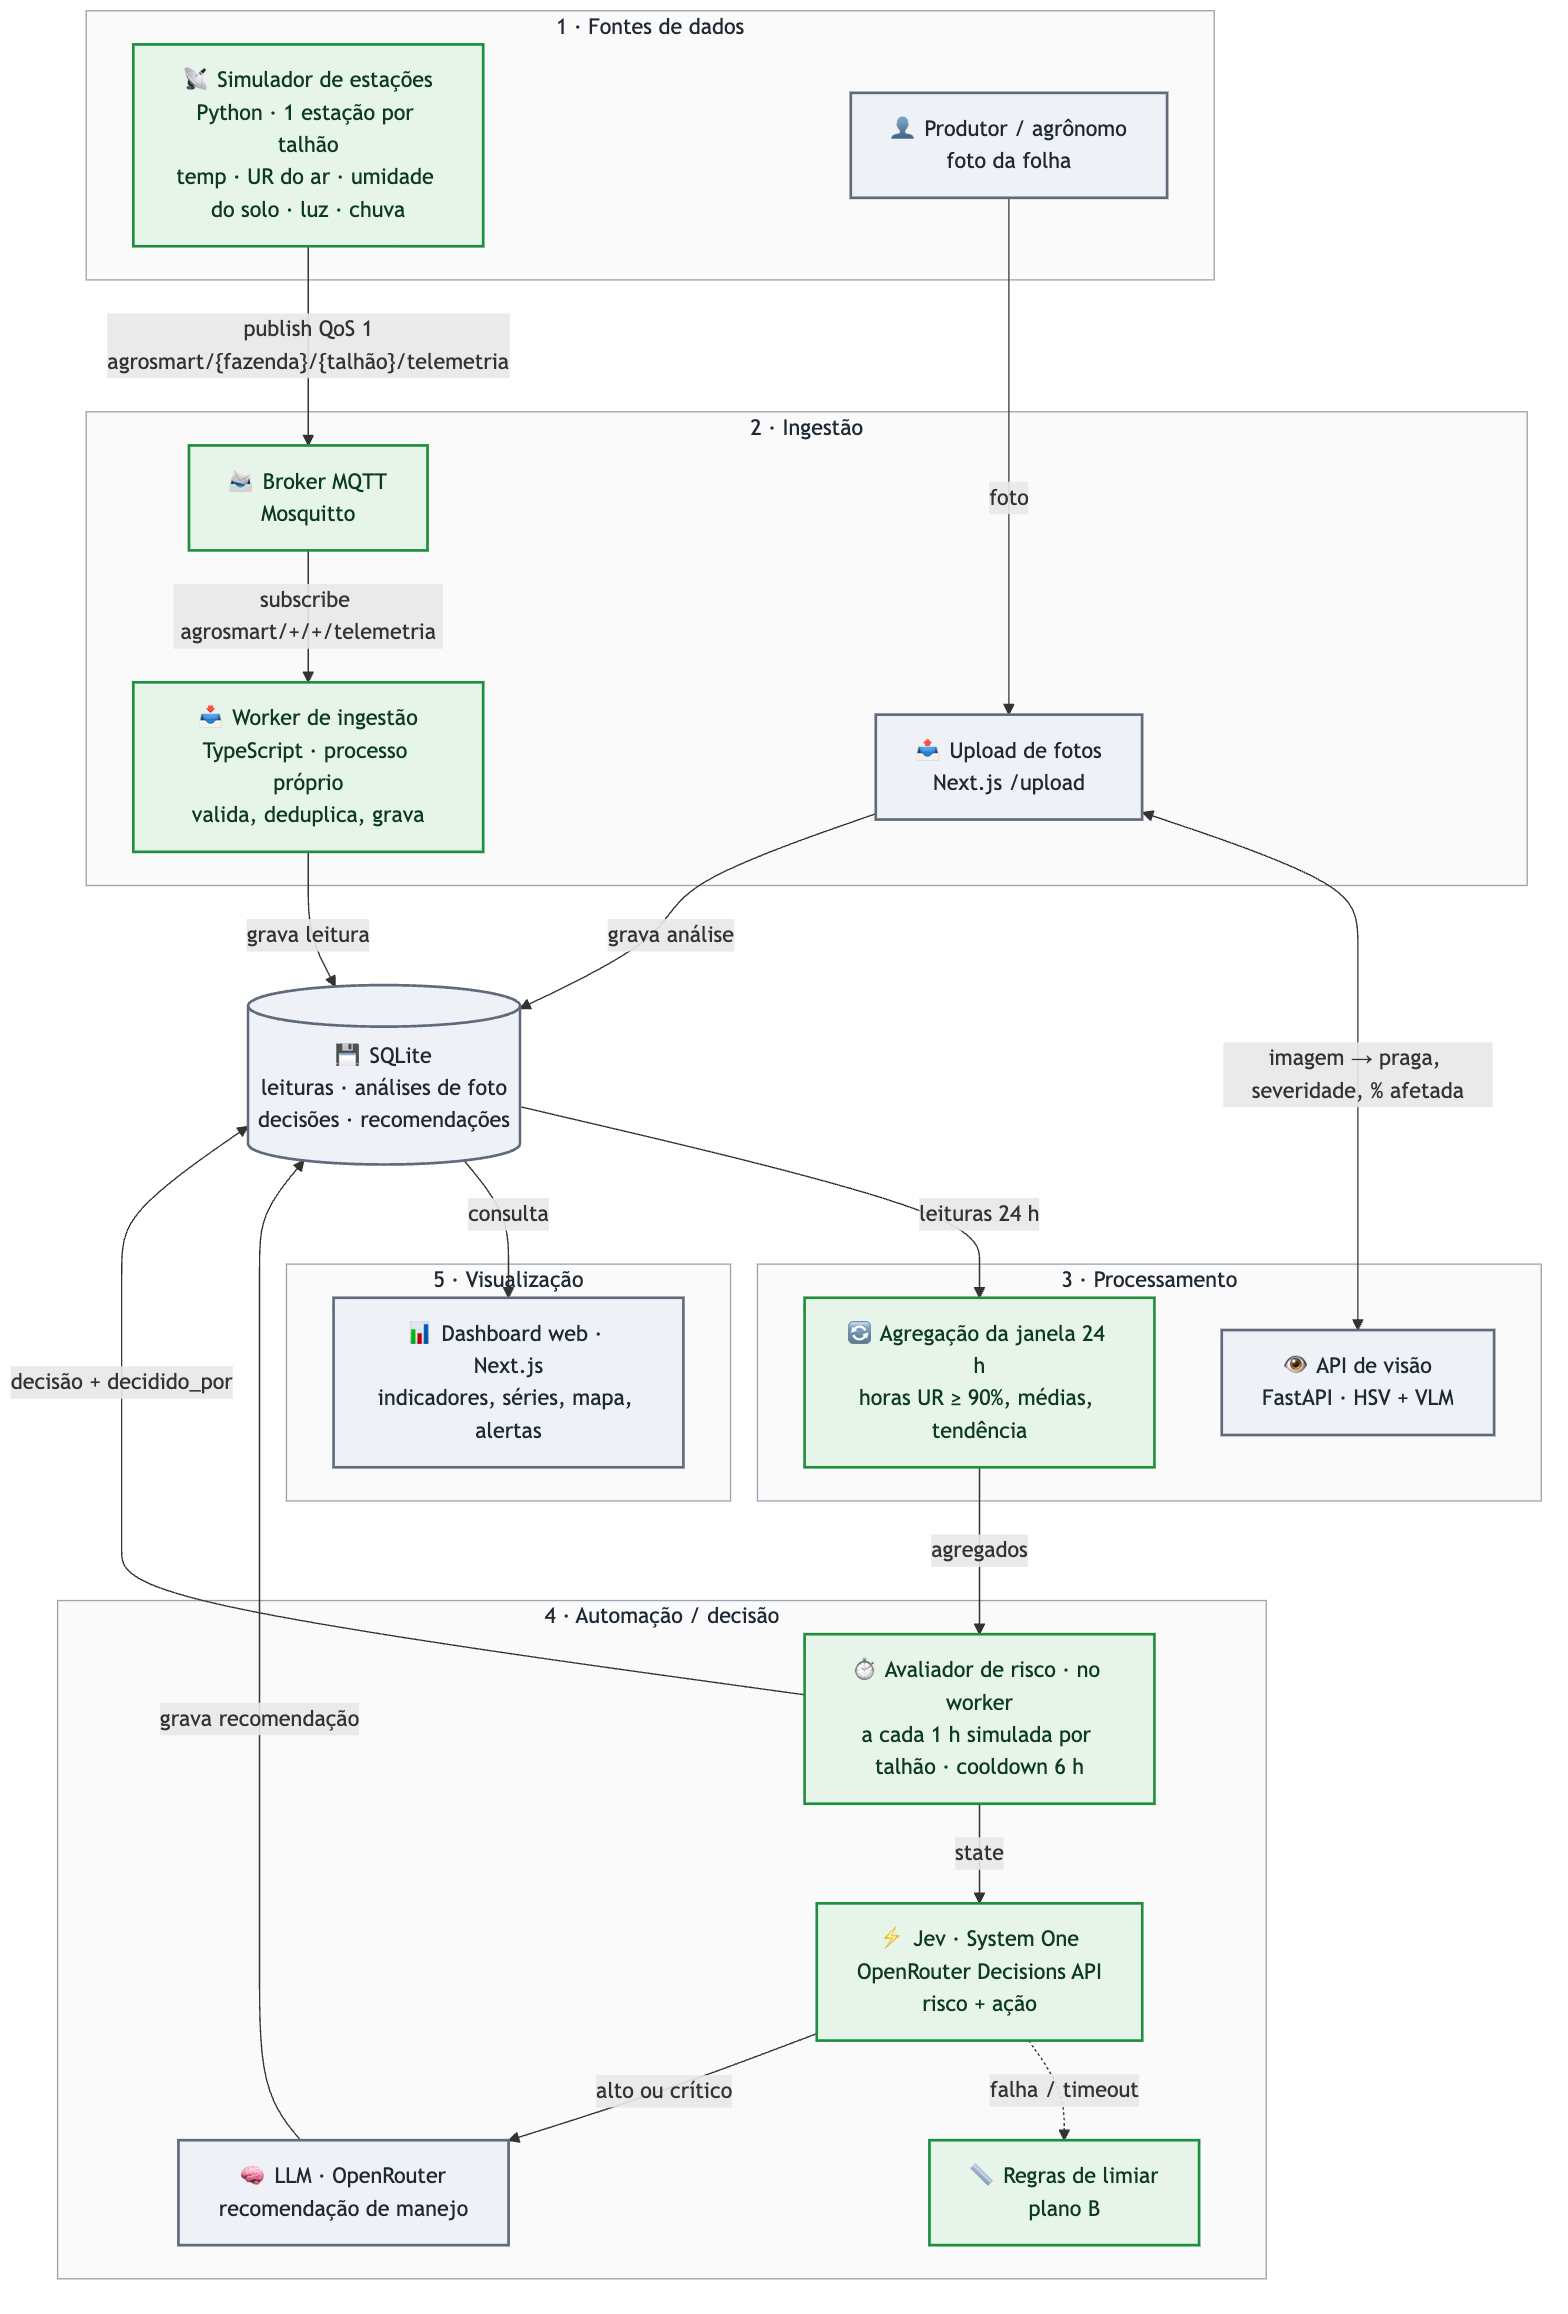 1 · Fontes de dados
📡 Simulador de estações
Python · 1 estação por
talhão
temp · UR do ar · umidade
do solo · luz · chuva
👤 Produtor / agrônomo
foto da folha
publish QoS 1
agrosmart/{fazenda}/{talhão}/telemetria
2 · Ingestão
📨 Broker MQTT
Mosquitto
foto
subscribe
agrosmart/+/+/telemetria
📥 Worker de ingestão
TypeScript · processo
próprio
valida, deduplica, grava
📤 Upload de fotos
Next.js /upload
grava leitura
grava análise
💾 SQLite
leituras · análises de foto
decisões · recomendações
imagem → praga,
severidade, % afetada
consulta
leituras 24 h
5 · Visualização
📊 Dashboard web ·
Next.js
indicadores, séries, mapa,
alertas
3 · Processamento
🔄 Agregação da janela 24
h
horas UR ≥ 90%, médias,
tendência
👁️ API de visão
FastAPI · HSV + VLM
decisão + decidido_por
agregados
4 · Automação / decisão
⏱️ Avaliador de risco · no
worker
a cada 1 h simulada por
talhão · cooldown 6 h
grava recomendação
state
⚡ Jev · System One
OpenRouter Decisions API
risco + ação
alto ou crítico
falha / timeout
🧠 LLM · OpenRouter
recomendação de manejo
📏 Regras de limiar
plano B